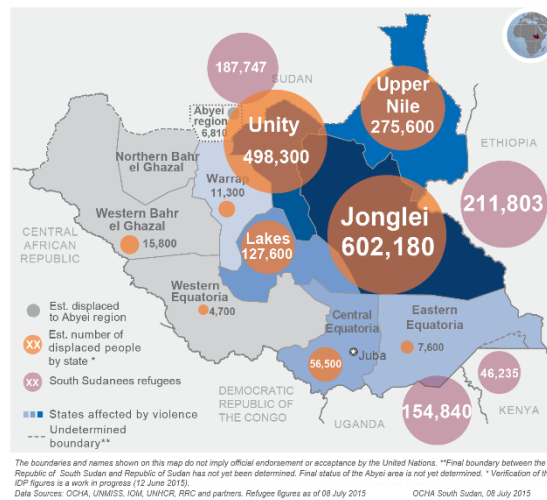 187,747
SUDAN
Upper
Nile
275,600
Abyei
region
6,810
Unity
498,300
ETHIOPIA
Northern Bahr
el Ghazal
Warrap
11,300
211,803
Western Bahr
el Ghazal
15,800
Jonglei
602,180
CENTRAL
AFRICAN
REPUBLIC
Lakes
127,600
Western
Equatoria
4,700
Est. displaced
to Abyei region
Central
Equatoria
Eastern
Equatoria
7,600
XX
Est. number of
displaced people
by state *
Juba
56,500
46,235
XX
South Sudanees refugees
DEMOCRATIC
REPUBLIC OF
THE CONGO
154,840
KENYA
UGANDA
States affected by violence
Undetermined
boundary**
The boundaries and names shown on this map do not imply official endorsement or acceptance by the United Nations. **Final boundary between the
Republic of South Sudan and Republic of Sudan has not yet been determined. Final status of the Abyei area is not yet determined. * Verification of th
IDP figures is a work in progress (12 June 2015).
Data Sources: OCHA, UNMISS, IOM, UNHCR, RRC and partners. Refugee figures as of 08 July 2015
OCHA South Sudan, 08 July 2015